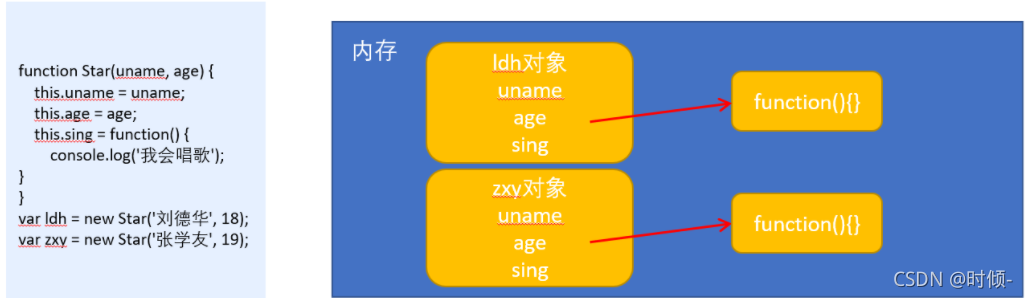 function Star(uname, age) {
this.uname = uname;
this.age = age;
this.sing = function() {
console.log('我会唱歌');
}
}
var ldh = new Star('刘德华', 18);
var zxy = new Star('张学友', 19);
内存
ldh对象
uname
age
sing
function(){}
zxy对象
uname
age
sing
function(){}
CSDN @时倾-